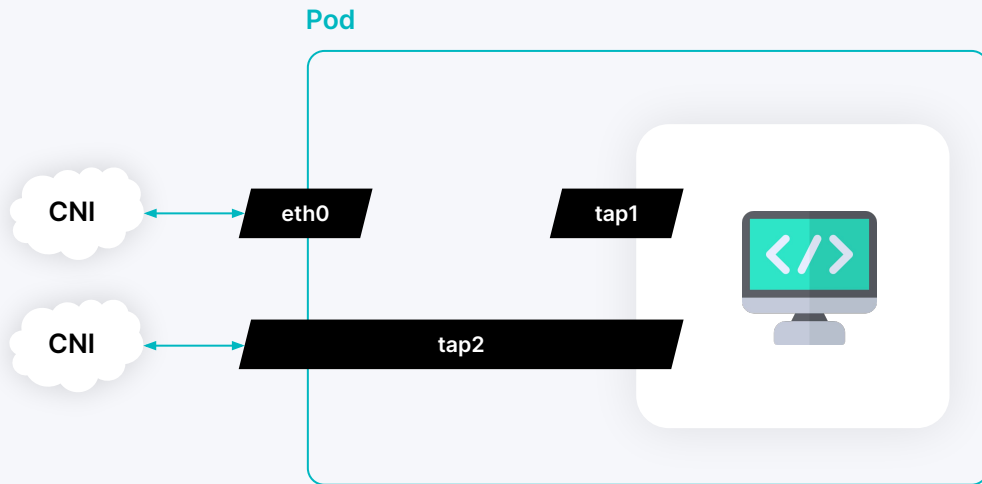 Pod
CNI
eth0
tap1
CNI
tap2